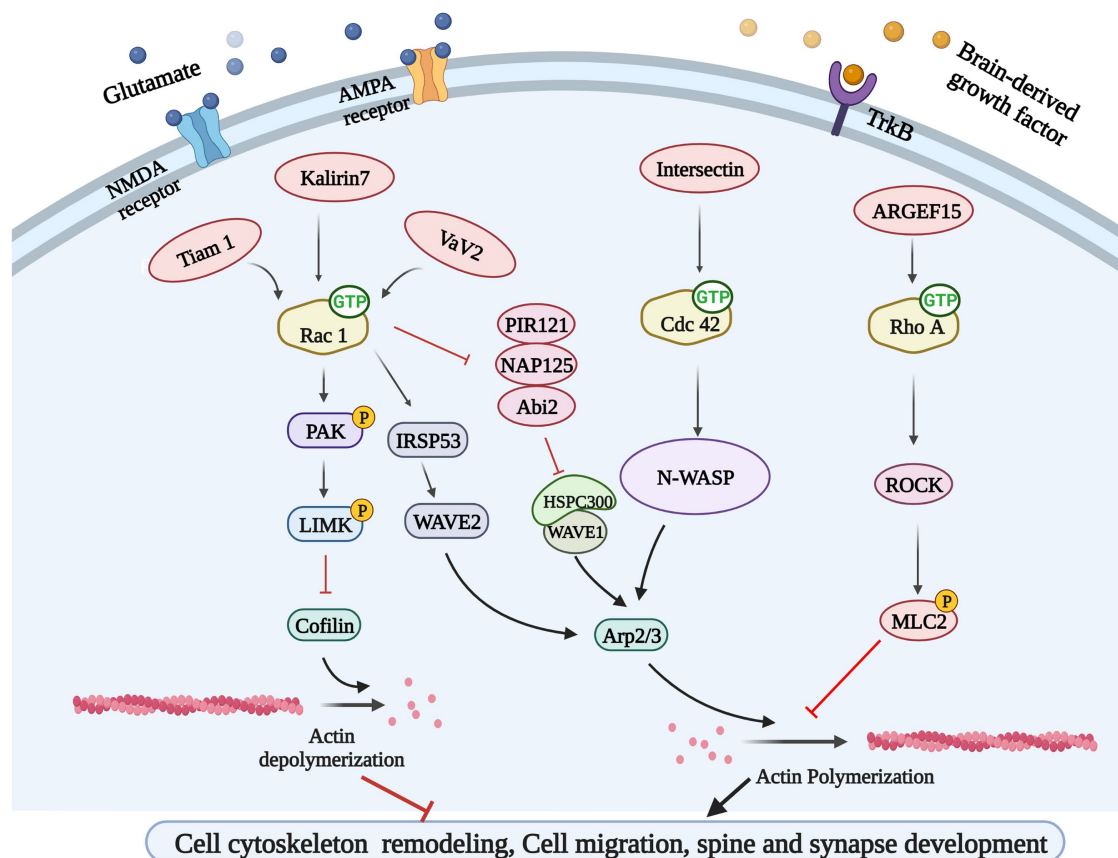 Glutamate
NMDA
receptor
AMPA
receptor
TrkB
Brain-derived
growth factor
Kalirin7
Tiam 1
VaV2
GTP
Rac 1
PIR121
NAP125
Abi2
Intersectin
GTP
Cdc 42
ARGEF15
GTP
Rho A
PAK
P
IRSP53
LIMK
P
WAVE2
HSPC300
WAVE1
N-WASP
ROCK
MLC2
P
Cofilin
Arp2/3
Actin
depolymerization
Actin Polymerization
Cell cytoskeleton remodeling, Cell migration, spine and synapse development